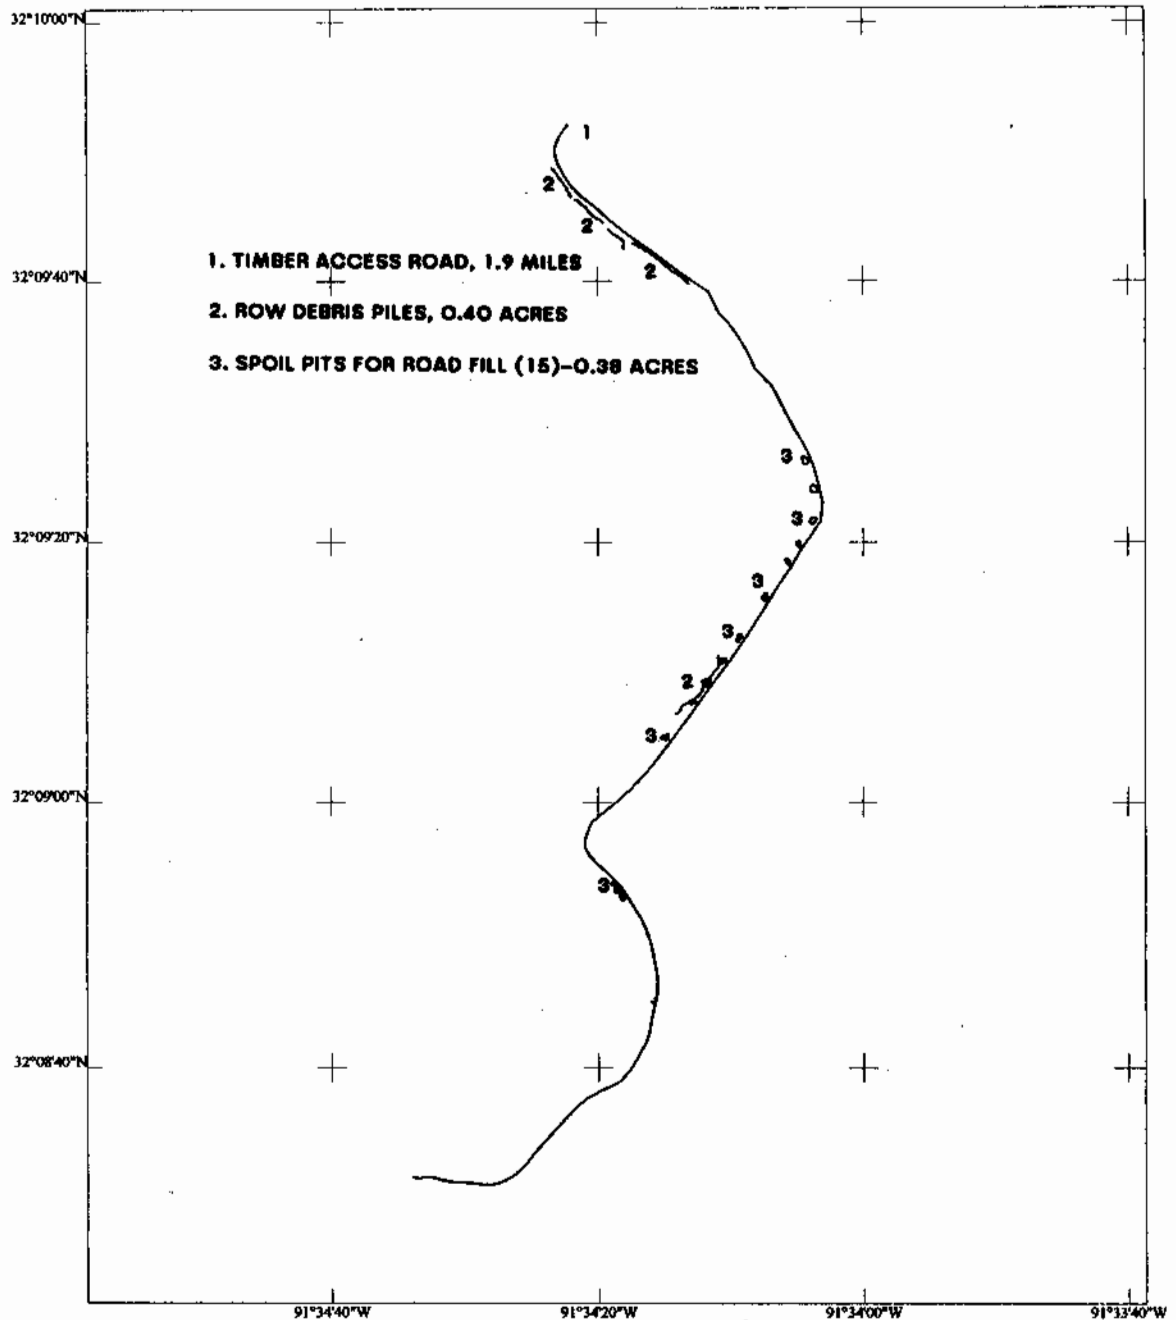 32°10'00"N
1
2
2
1. TIMBER ACCESS ROAD, 1.9 MILES
2
32°09'40"N
2. ROW DEBRIS PILES, 0.40 ACRES
3. SPOIL PITS FOR ROAD FILL (15)-0.38 ACRES
3
3
32°09'20"N
3
3
2
3
32°09'00"N
3
32°08'40"N
91°34'40"W 91°34'20"W 91°34'00"W 91°33'40"W